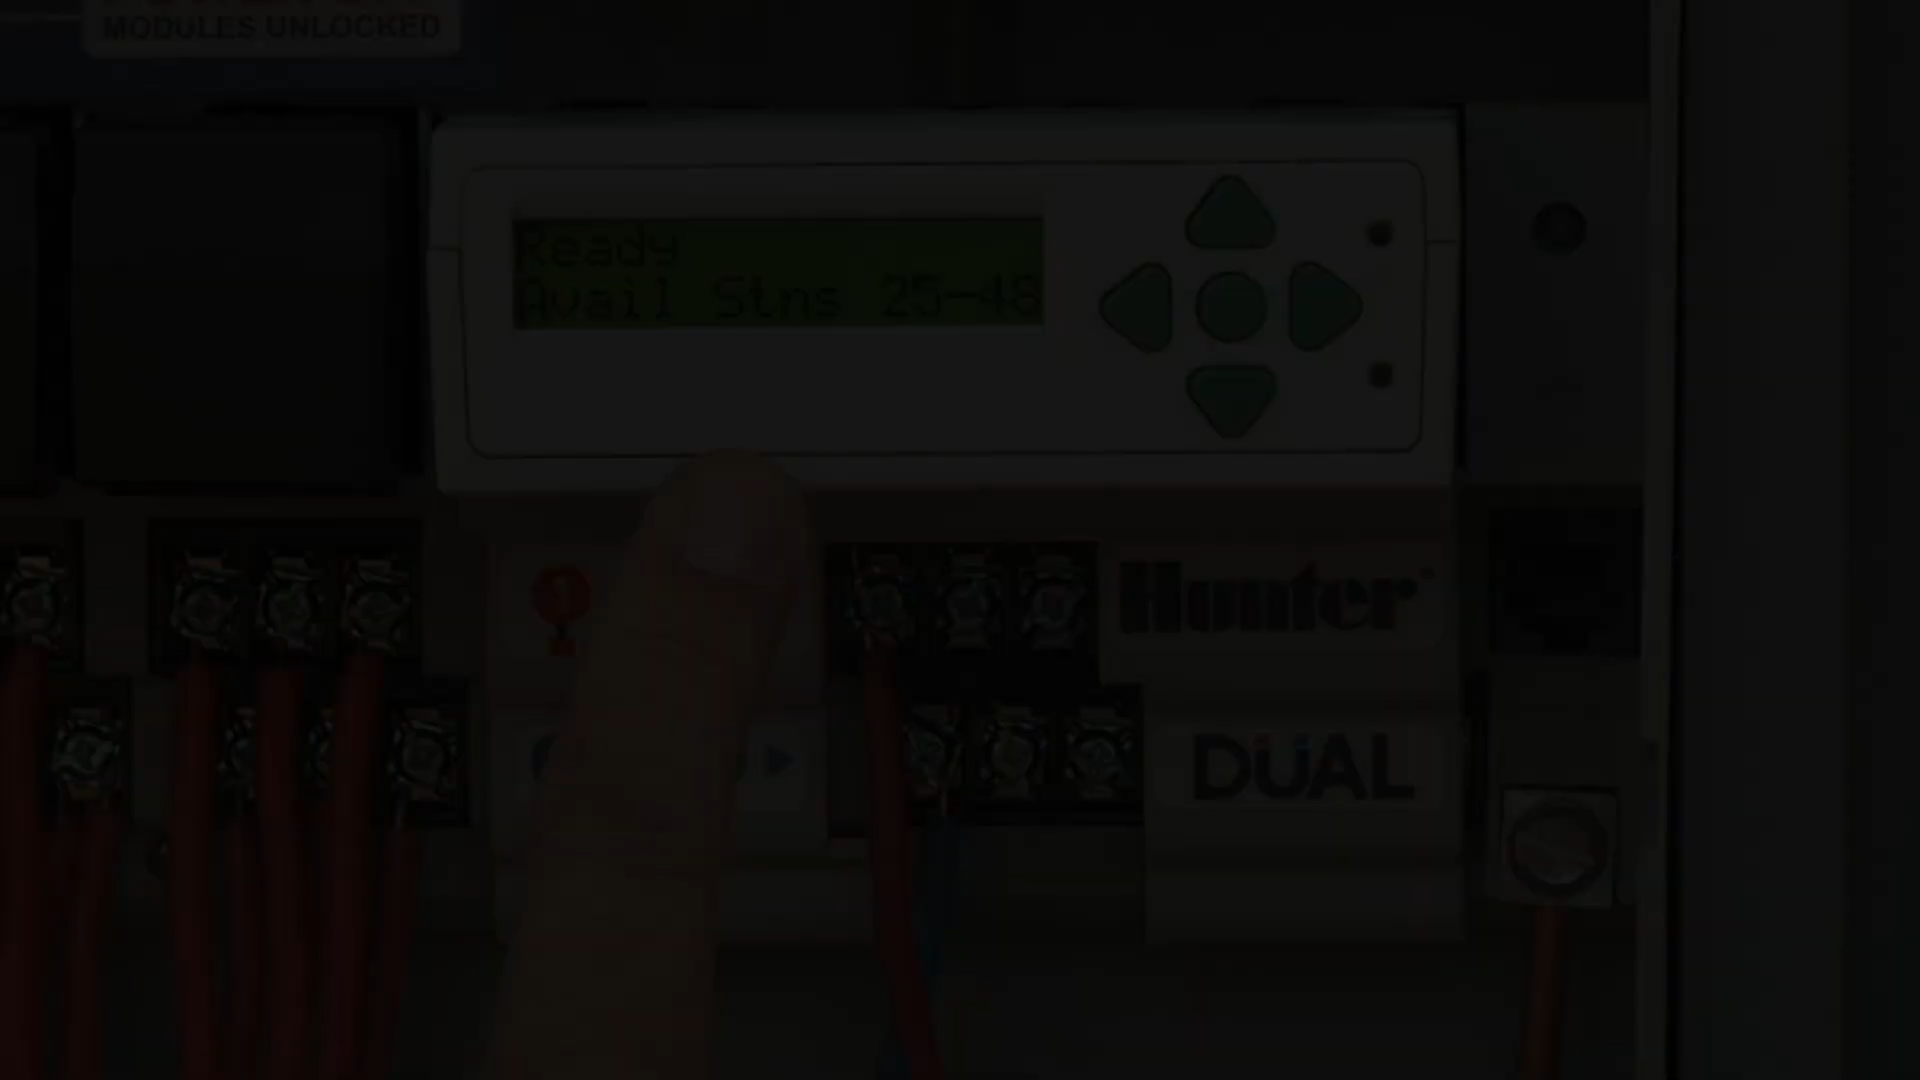 MODULES UNLOCKED
Ready
Avail Stns 25-48
Hunter®
DUAL